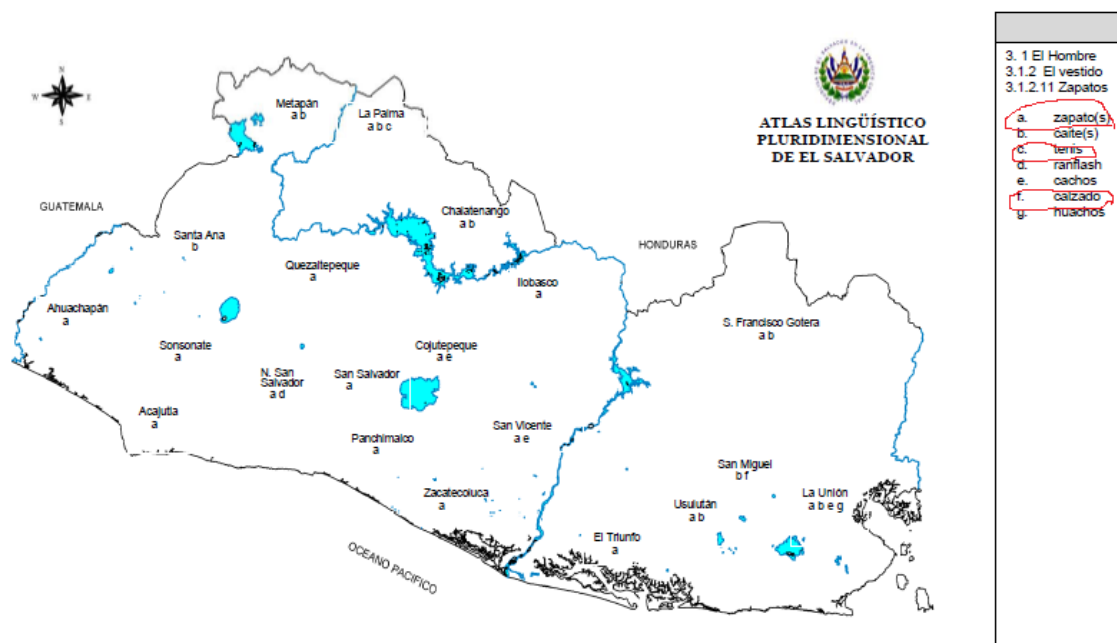 N
W E
S
Metapán
a b
La Palma
a b c
ATLAS LINGÜÍSTICO
PLURIDIMENSIONAL
DE EL SALVADOR
GUATEMALA
Chalatenango
a b
Santa Ana
b
HONDURAS
Quezaltepeque
a
Ilobasco
a
Ahuachapán
a
S. Francisco Gotera
a b
Sonsonate
a
Cojutepeque
a e
N. San
Salvador
a d
San Salvador
a
Acajutla
a
San Vicente
a e
Panchimalco
a
San Miguel
b f
Zacatecoluca
a
La Unión
a b e g
Usulután
a b
El Triunfo
a
OCEANO PACIFICO
3. 1 El Hombre
3.1.2 El vestido
3.1.2.11 Zapatos
a. zapato(s)
b. caite(s)
c. tenis
d. ranflash
e. cachos
f. calzado
g. huachos